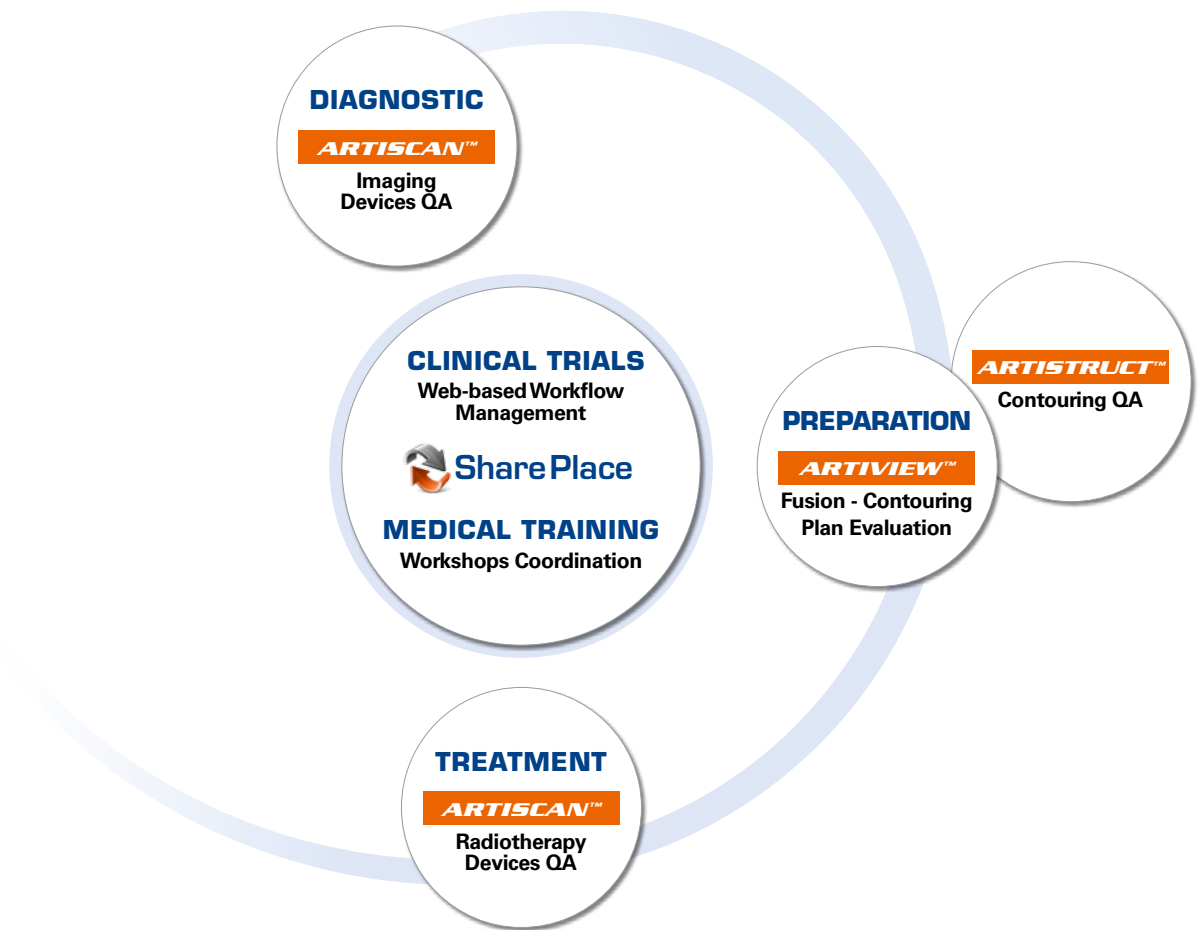 DIAGNOSTIC
ARTISCAN™
Imaging
Devices QA
CLINICAL TRIALS
Web-based Workflow
Management
SharePlace
MEDICAL TRAINING
Workshops Coordination
PREPARATION
ARTIVIEW™
Fusion - Contouring
Plan Evaluation
ARTISTRUCT™
Contouring QA
TREATMENT
ARTISCAN™
Radiotherapy
Devices QA